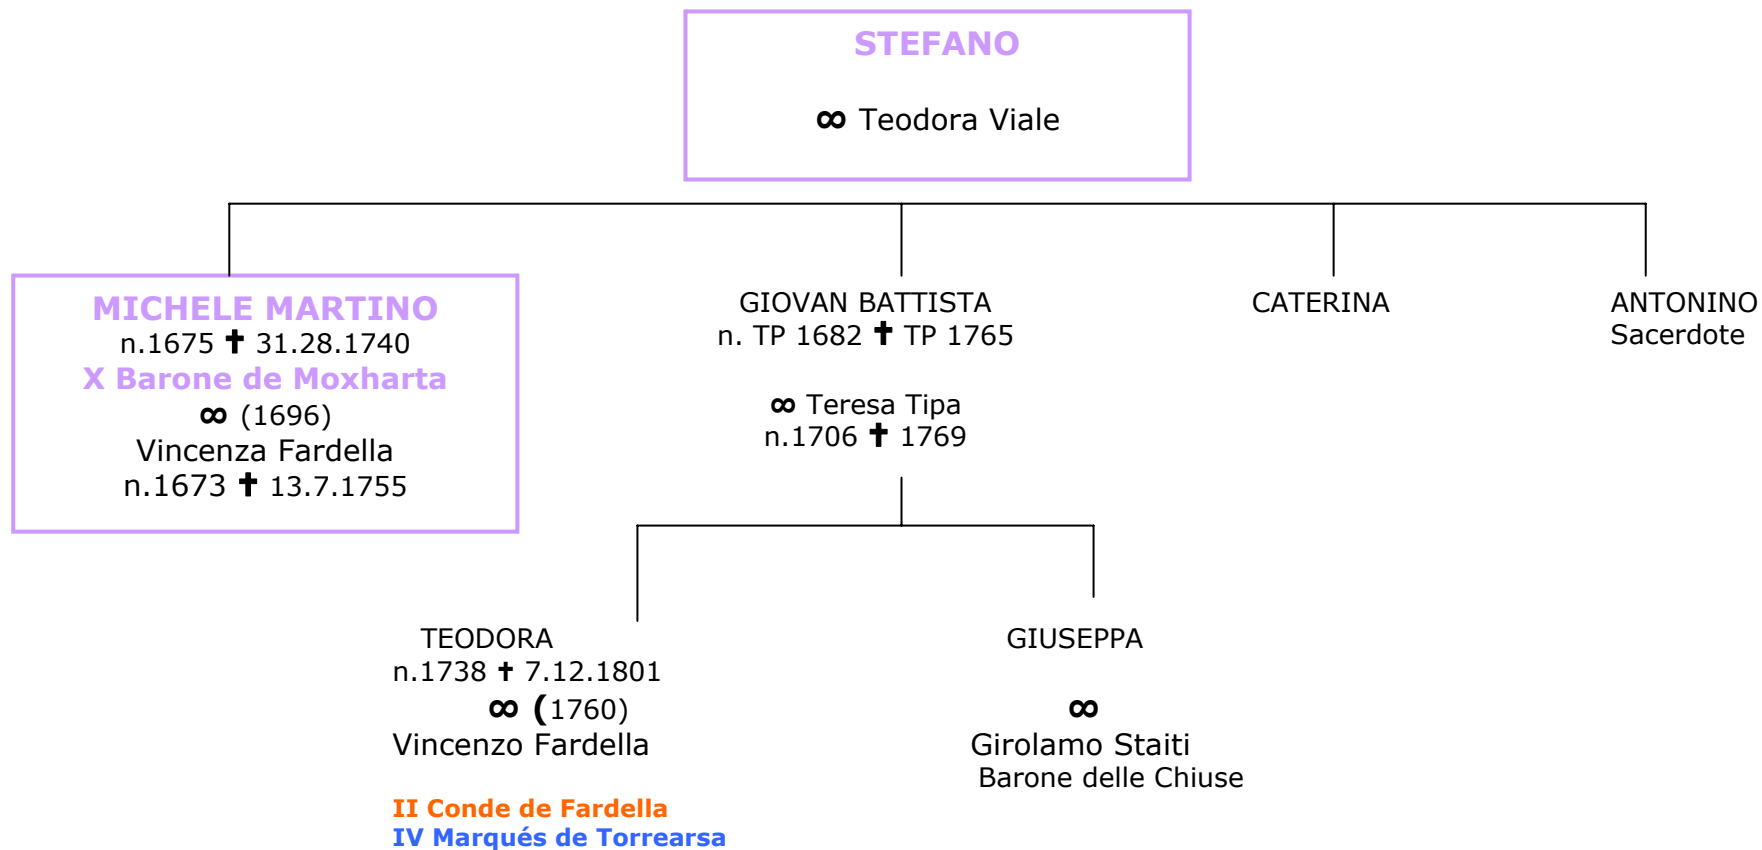 STEFANO
∞ Teodora Viale
MICHELE MARTINO
n.1675 ✝ 31.28.1740
X Barone de Moxharta
∞ (1696)
Vincenza Fardella
n.1673 ✝ 13.7.1755
GIOVAN BATTISTA
n. TP 1682 ✝ TP 1765
∞ Teresa Tipa
n.1706 ✝ 1769
CATERINA
ANTONINO
Sacerdote
TEODORA
n.1738 ✝ 7.12.1801
∞ (1760)
Vincenzo Fardella
II Conde de Fardella
IV Marqués de Torrearsa
GIUSEPPA
∞
Girolamo Staiti
Barone delle Chiuse